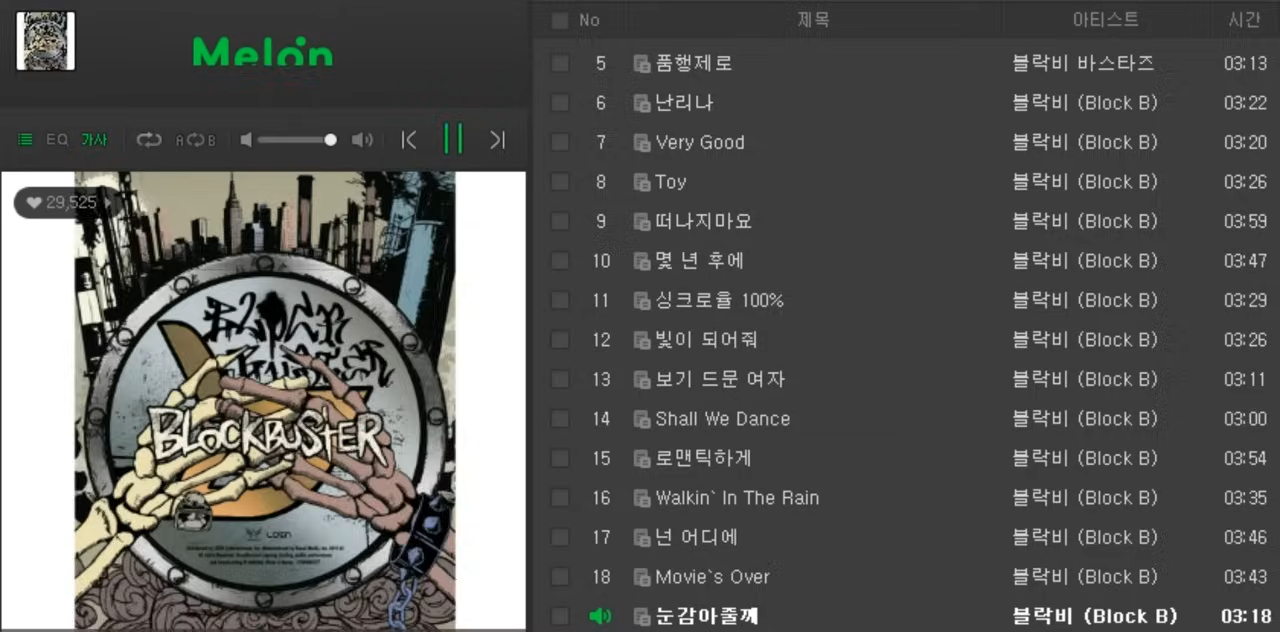 Melon
EQ 가사 A B
29,525
BLOCKBUSTER
LOEN
No 제목 아티스트 시간
5 품행제로 블락비 바스타즈 03:13
6 난리나 블락비 (Block B) 03:22
7 Very Good 블락비 (Block B) 03:20
8 Toy 블락비 (Block B) 03:26
9 떠나지마요 블락비 (Block B) 03:59
10 몇 년 후에 블락비 (Block B) 03:47
11 싱크로율 100% 블락비 (Block B) 03:29
12 빛이 되어줘 블락비 (Block B) 03:26
13 보기 드문 여자 블락비 (Block B) 03:11
14 Shall We Dance 블락비 (Block B) 03:00
15 로맨틱하게 블락비 (Block B) 03:54
16 Walkin` In The Rain 블락비 (Block B) 03:35
17 넌 어디에 블락비 (Block B) 03:46
18 Movie`s Over 블락비 (Block B) 03:43
눈감아줄께 블락비 (Block B) 03:18